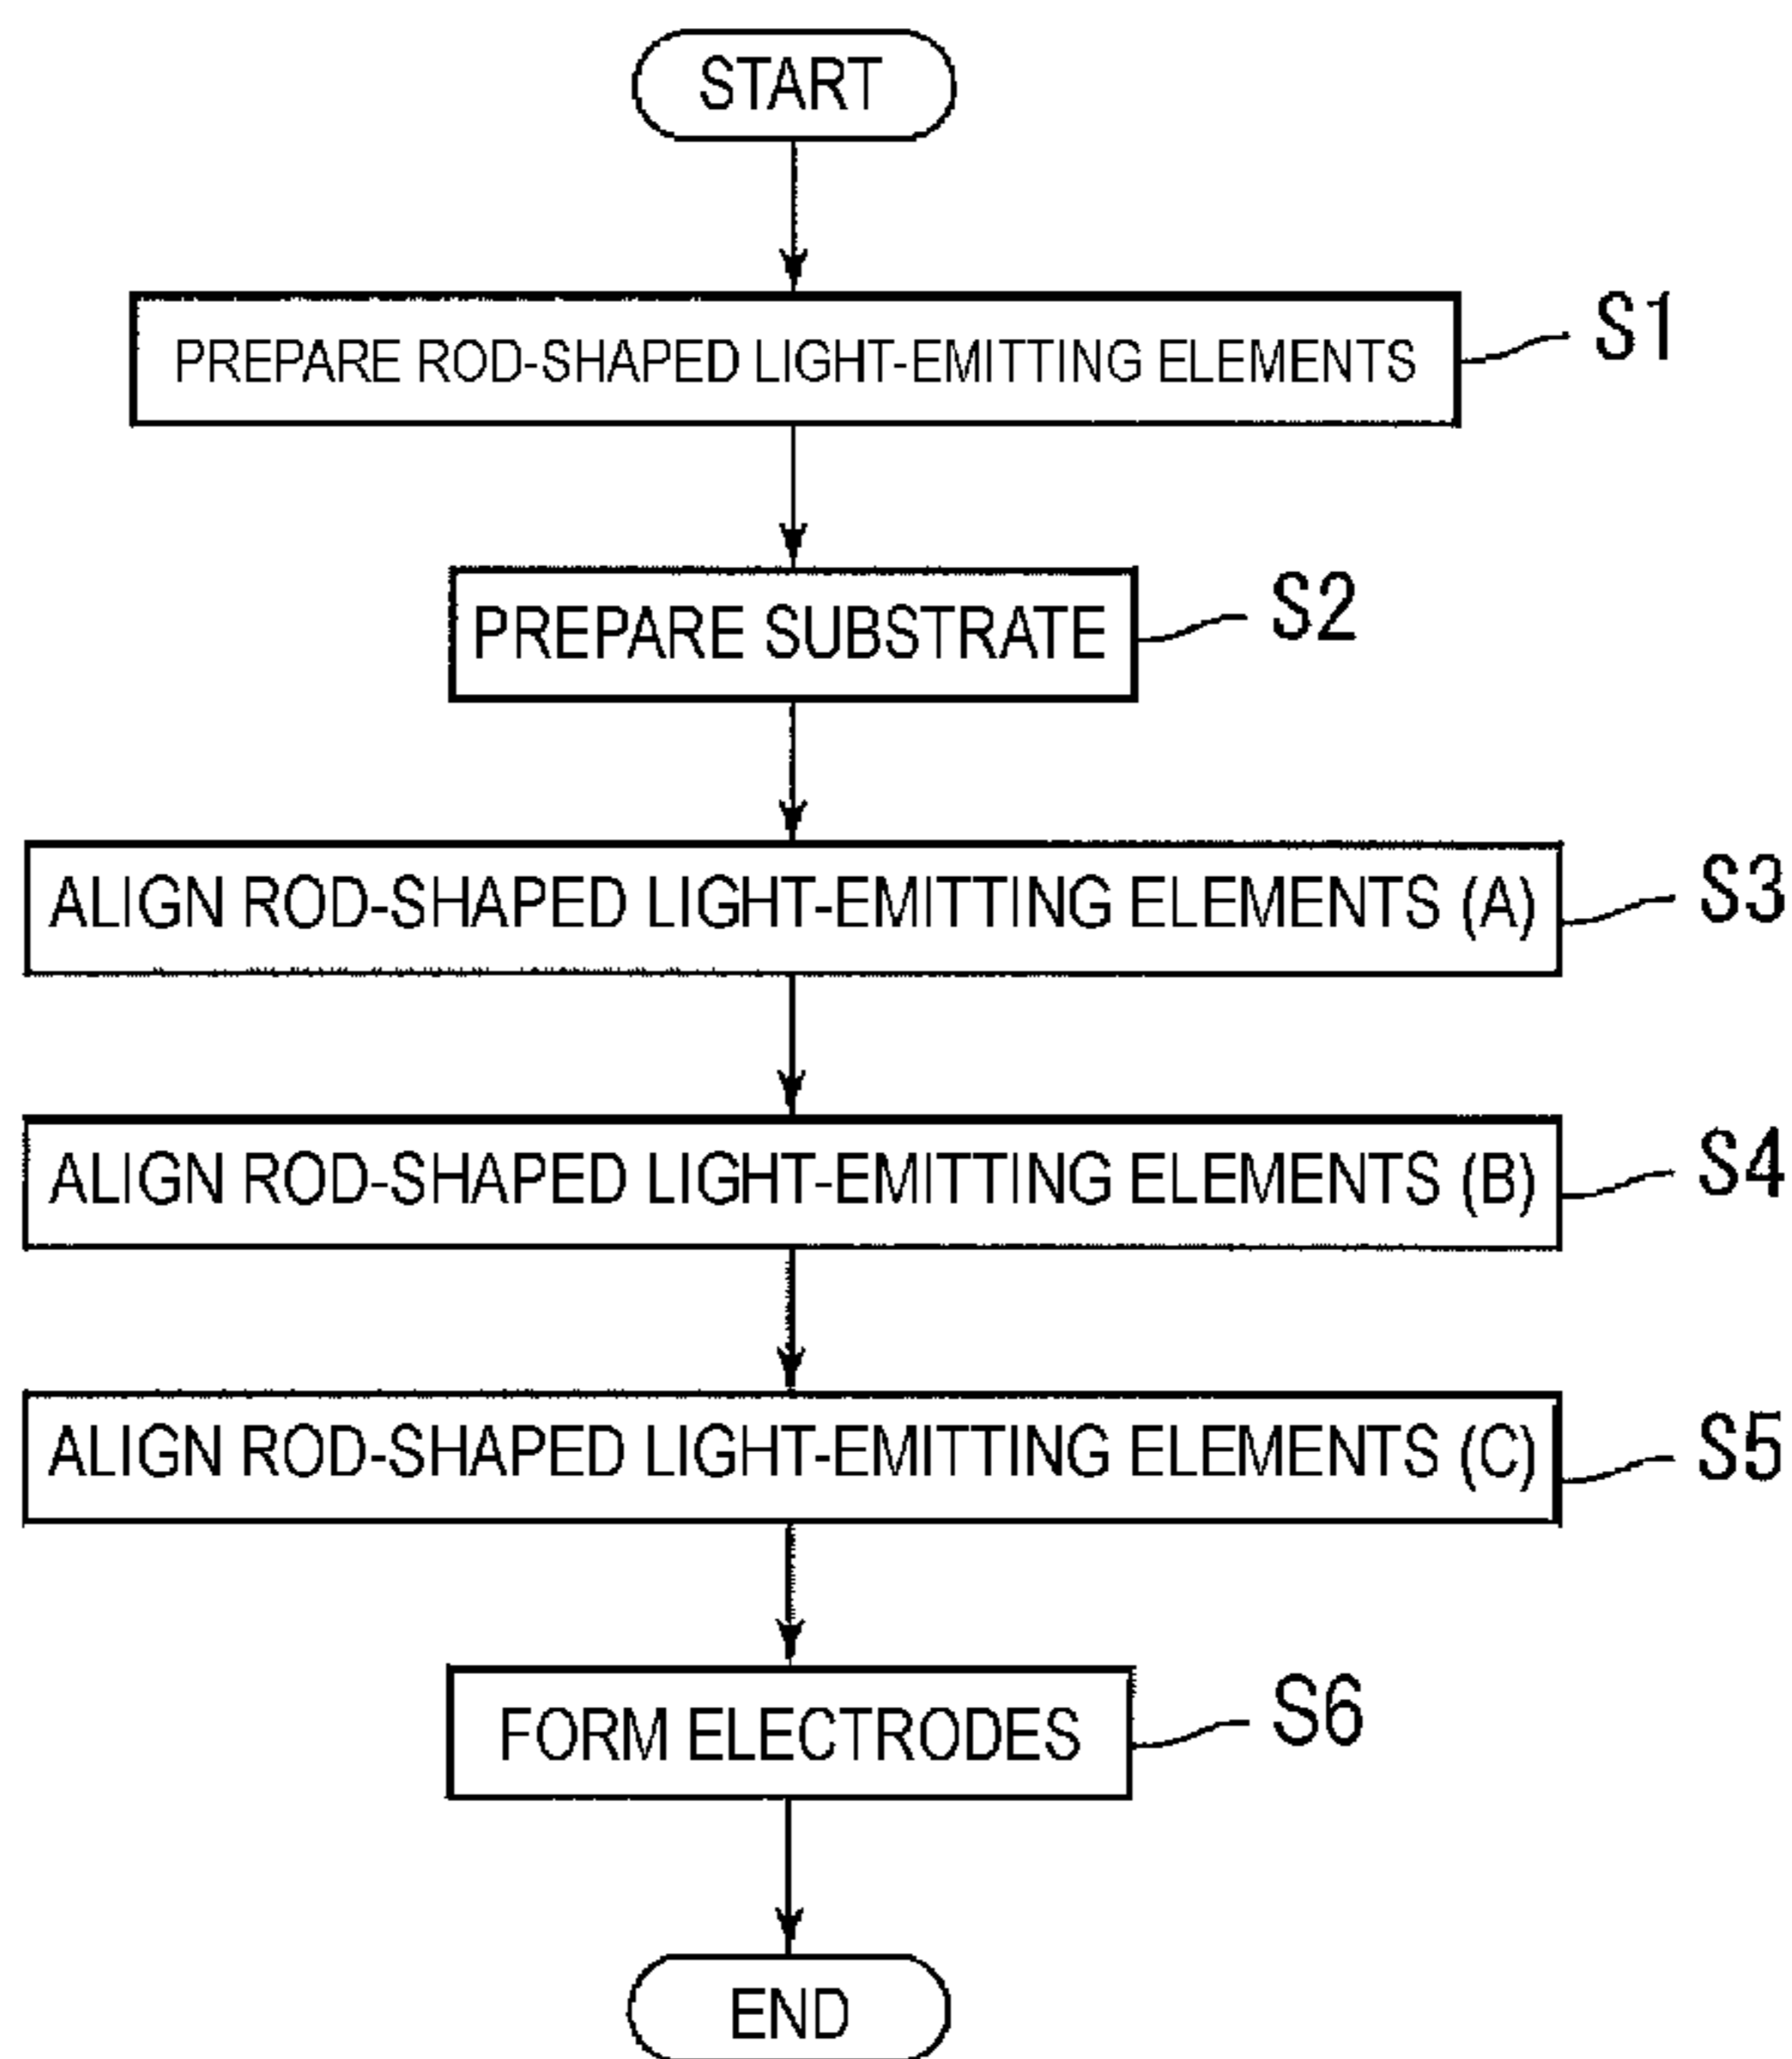 START
PREPARE ROD-SHAPED LIGHT-EMITTING ELEMENTS
S1
PREPARE SUBSTRATE
S2
ALIGN ROD-SHAPED LIGHT-EMITTING ELEMENTS (A)
S3
ALIGN ROD-SHAPED LIGHT-EMITTING ELEMENTS (B)
S4
ALIGN ROD-SHAPED LIGHT-EMITTING ELEMENTS (C)
S5
FORM ELECTRODES
S6
END